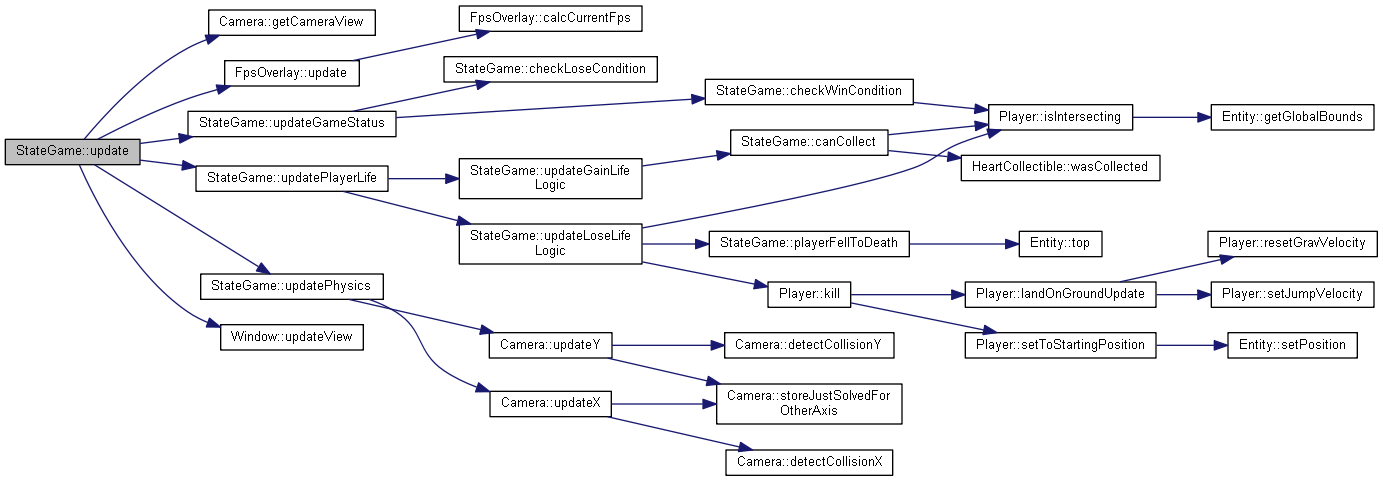 Camera::getCameraView
FpsOverlay::calcCurrentFps
FpsOverlay::update
StateGame::checkLoseCondition
StateGame::checkWinCondition
StateGame::updateGameStatus
Player::isIntersecting
Entity::getGlobalBounds
StateGame::update
StateGame::canCollect
HeartCollectible::wasCollected
StateGame::updatePlayerLife
StateGame::updateGainLife
Logic
StateGame::updateLoseLife
Logic
StateGame::playerFellToDeath
Entity::top
Player::resetGravVelocity
StateGame::updatePhysics
Player::kill
Player::landOnGroundUpdate
Player::setJumpVelocity
Window::updateView
Camera::updateY
Camera::detectCollisionY
Player::setToStartingPosition
Entity::setPosition
Camera::updateX
Camera::storeJustSolvedFor
OtherAxis
Camera::detectCollisionX